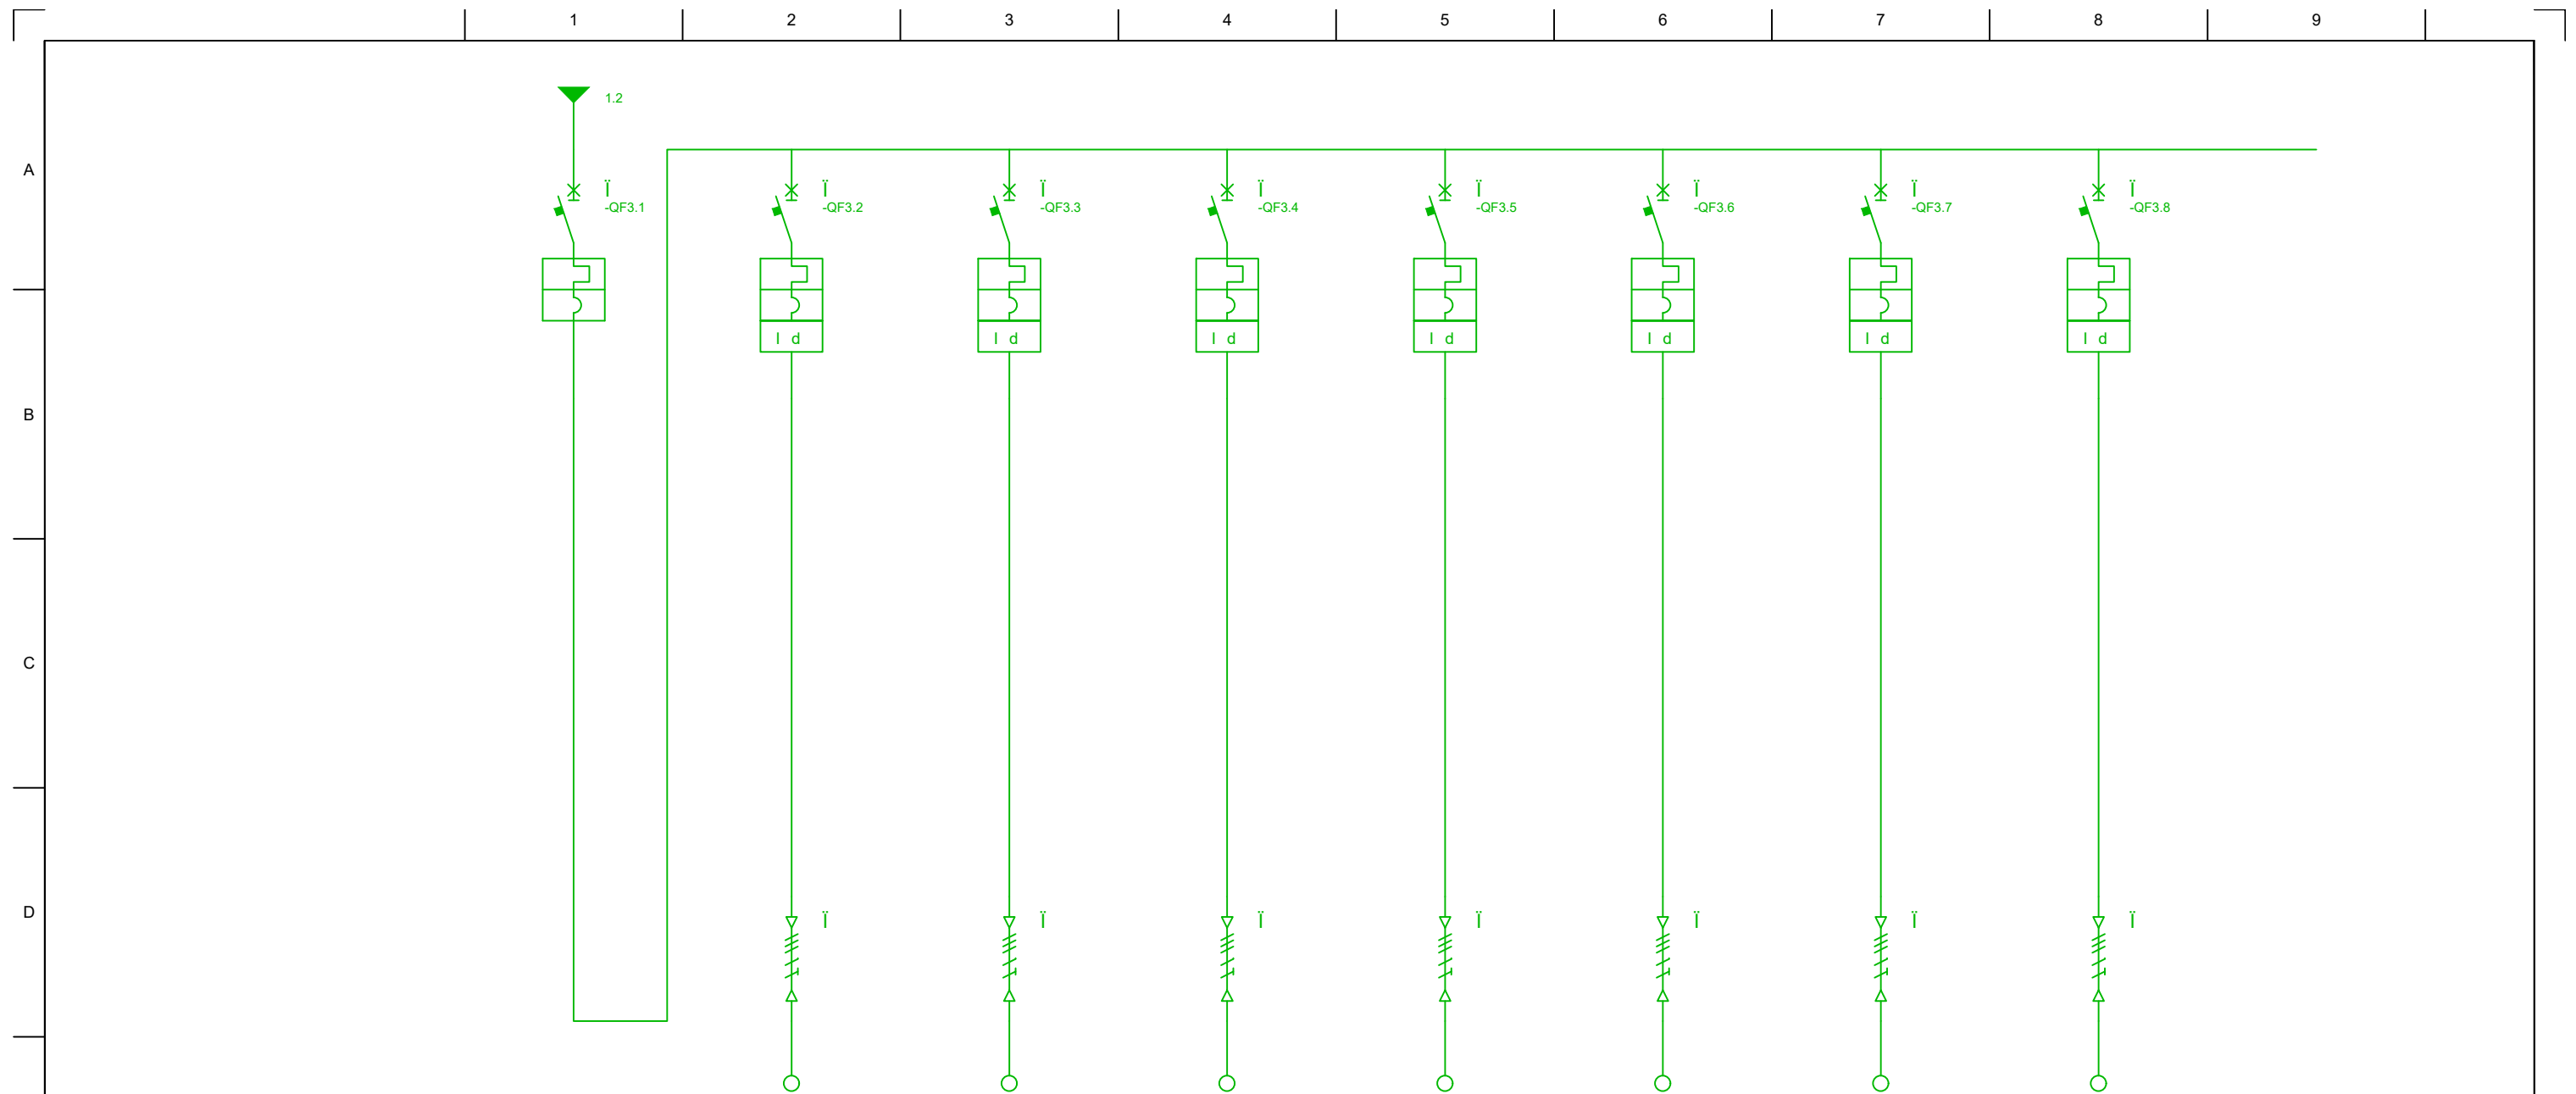 1 2 3 4 5 6 7 8 9
1.2
A
Ï Ï Ï Ï Ï Ï Ï Ï
-QF3.1 -QF3.2 -QF3.3 -QF3.4 -QF3.5 -QF3.6 -QF3.7 -QF3.8
I d I d I d I d I d I d I d
B
C
D
Ï Ï Ï Ï Ï Ï Ï